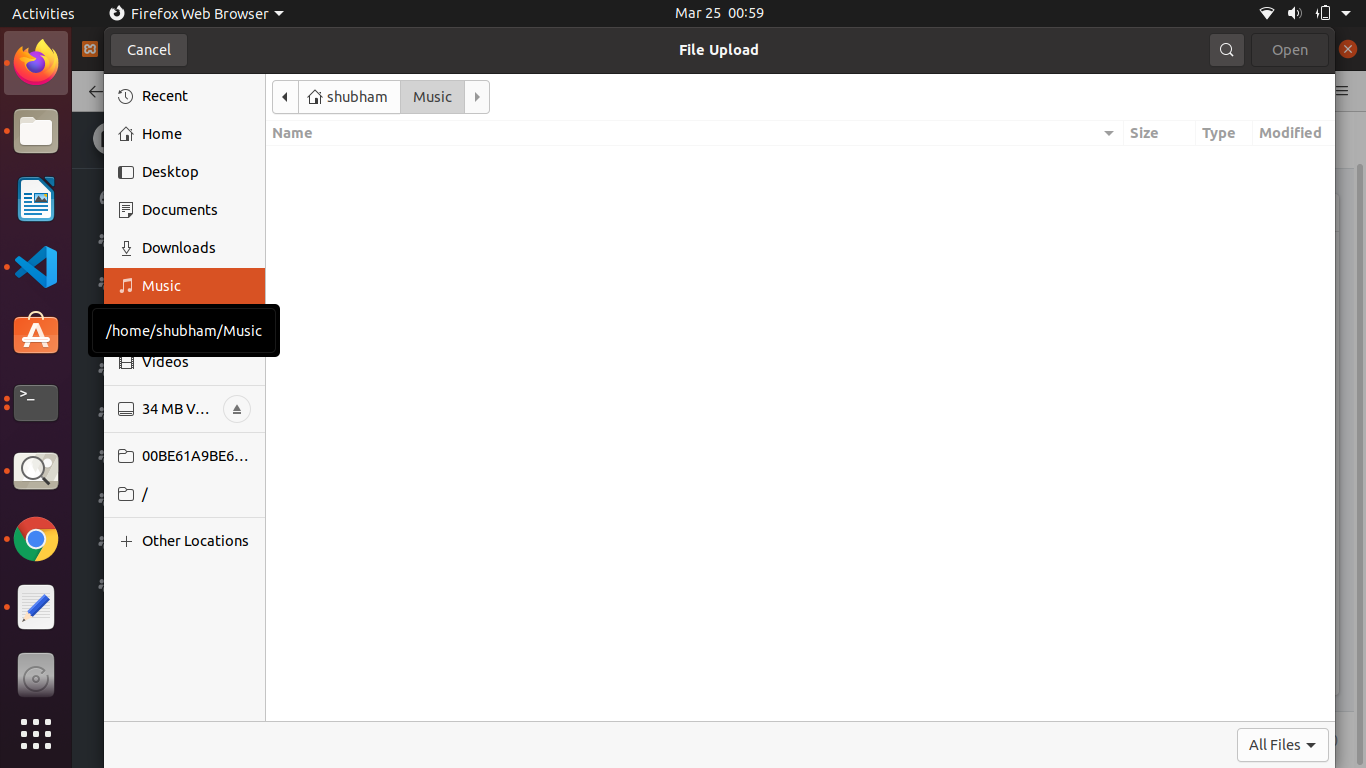 Activities Firefox Web Browser Mar 25 00:59
Cancel File Upload Open
Recent
Home
Desktop
Documents
Downloads
Music
/home/shubham/Music
Videos
34 MB V...
00BE61A9BE6...
/
Other Locations
shubham Music
Name Size Type Modified
>_
All Files